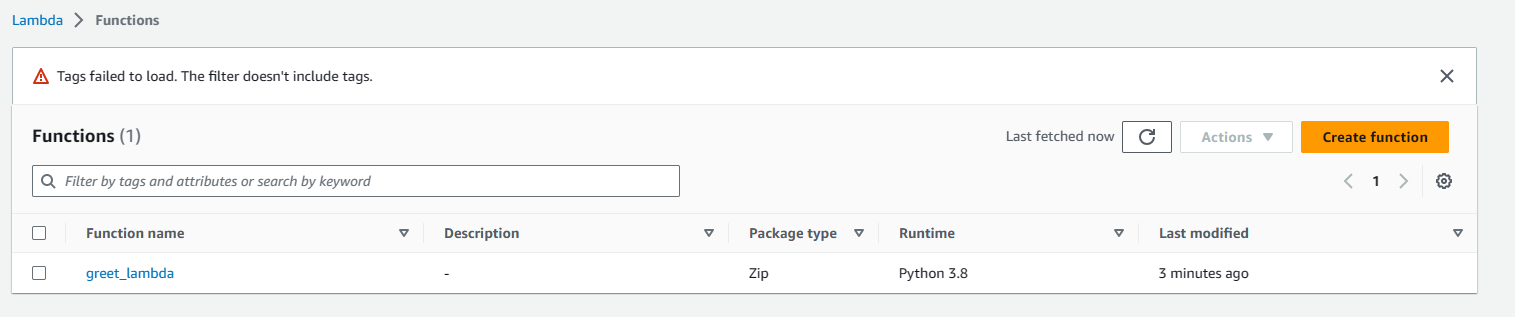 Lambda > Functions
Tags failed to load. The filter doesn't include tags.
Functions (1)
Last fetched now
Actions
Create function
Filter by tags and attributes or search by keyword
1
Function name Description Package type Runtime Last modified
greet_lambda - Zip Python 3.8 3 minutes ago